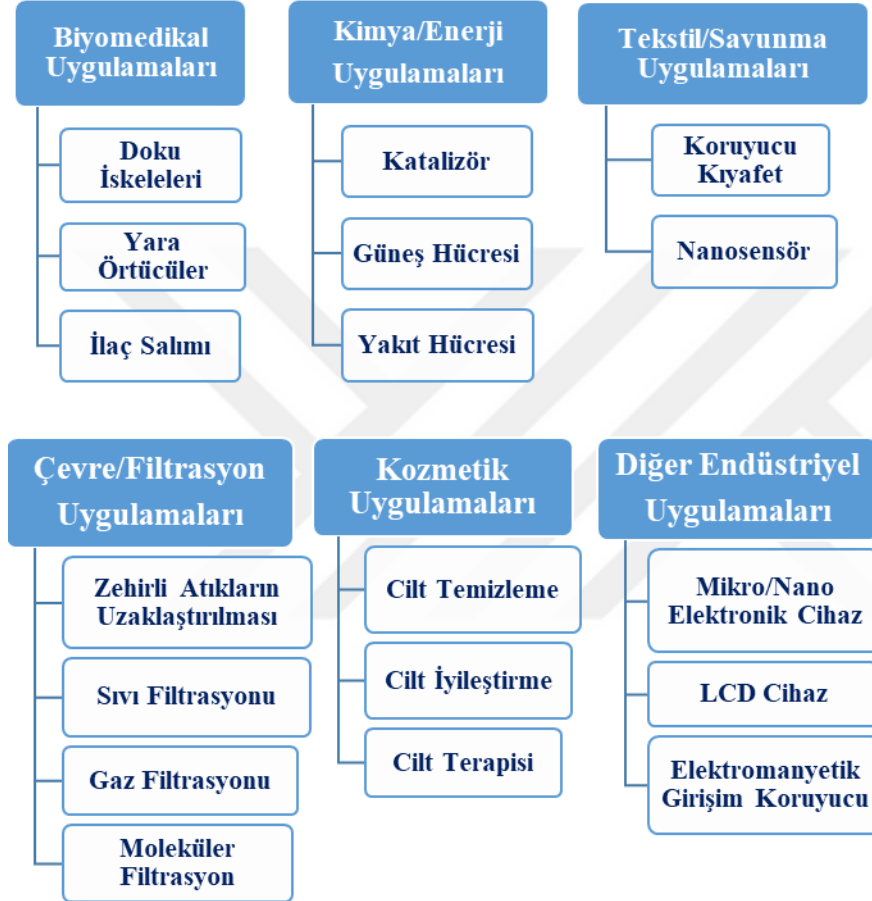 Biyomedikal
Uygulamaları
Doku
İskeleleri
Yara
Örtücüler
İlaç Salımı
Kimya/Enerji
Uygulamaları
Katalizör
Güneş Hücresi
Yakıt Hücresi
Tekstil/Savunma
Uygulamaları
Koruyucu
Kıyafet
Nanosensör
Çevre/Filtrasyon
Uygulamaları
Zehirli Atıkların
Uzaklaştırılması
Sıvı Filtrasyonu
Gaz Filtrasyonu
Moleküler
Filtrasyon
Kozmetik
Uygulamaları
Cilt Temizleme
Cilt İyileştirme
Cilt Terapisi
Diğer Endüstriyel
Uygulamaları
Mikro/Nano
Elektronik Cihaz
LCD Cihaz
Elektromanyetik
Girişim Koruyucu